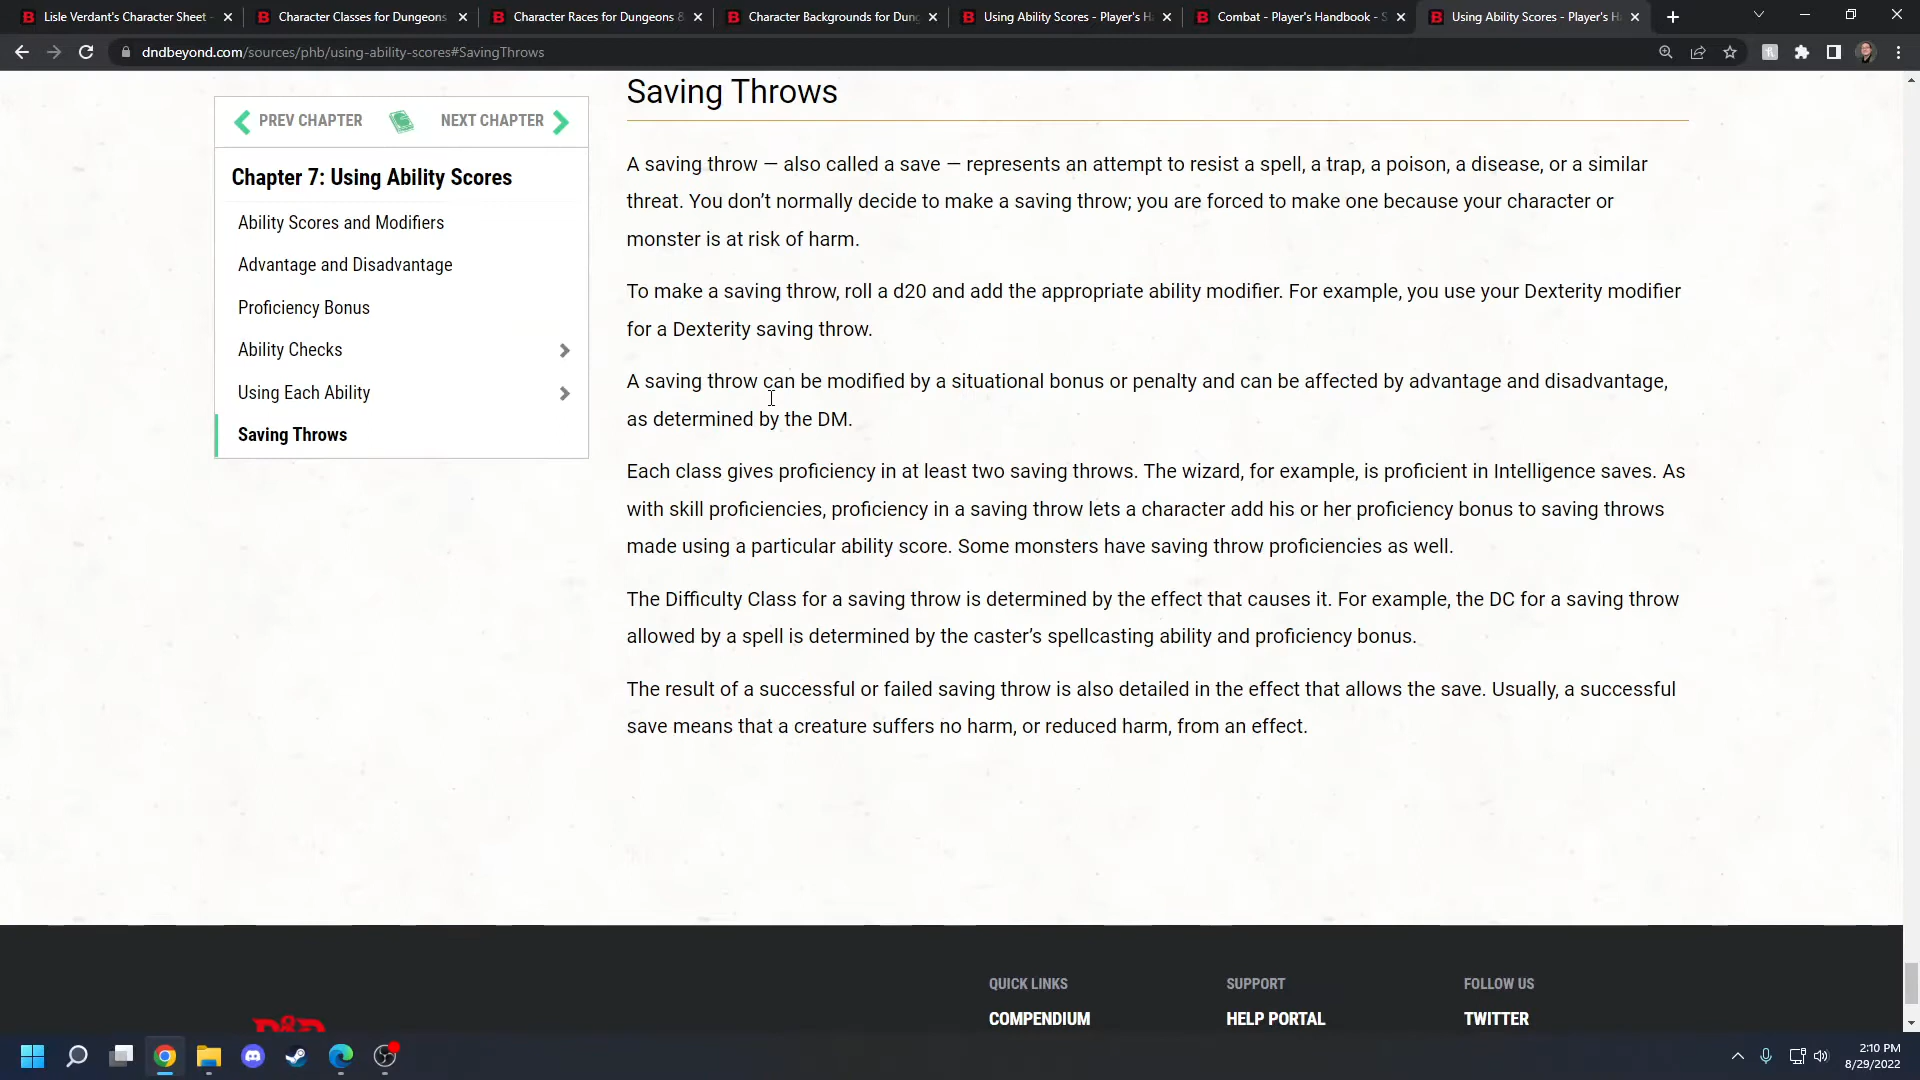 Lisle Verdant's Character Sheet -
Character Classes for Dungeons
Character Races for Dungeons &
Character Backgrounds for Dung
Using Ability Scores - Player's Ha
Combat - Player's Handbook - S
Using Ability Scores - Player's Ha
dndbeyond.com/sources/phb/using-ability-scores#SavingThrows
PREV CHAPTER
NEXT CHAPTER
Chapter 7: Using Ability Scores
Ability Scores and Modifiers
Advantage and Disadvantage
Proficiency Bonus
Ability Checks
Using Each Ability
Saving Throws
Saving Throws
A saving throw — also called a save — represents an attempt to resist a spell, a trap, a poison, a disease, or a similar
threat. You don’t normally decide to make a saving throw; you are forced to make one because your character or
monster is at risk of harm.
To make a saving throw, roll a d20 and add the appropriate ability modifier. For example, you use your Dexterity modifier
for a Dexterity saving throw.
A saving throw can be modified by a situational bonus or penalty and can be affected by advantage and disadvantage,
as determined by the DM.
Each class gives proficiency in at least two saving throws. The wizard, for example, is proficient in Intelligence saves. As
with skill proficiencies, proficiency in a saving throw lets a character add his or her proficiency bonus to saving throws
made using a particular ability score. Some monsters have saving throw proficiencies as well.
The Difficulty Class for a saving throw is determined by the effect that causes it. For example, the DC for a saving throw
allowed by a spell is determined by the caster’s spellcasting ability and proficiency bonus.
The result of a successful or failed saving throw is also detailed in the effect that allows the save. Usually, a successful
save means that a creature suffers no harm, or reduced harm, from an effect.
D&D
QUICK LINKS
COMPENDIUM
SUPPORT
HELP PORTAL
FOLLOW US
TWITTER
2:10 PM
8/29/2022